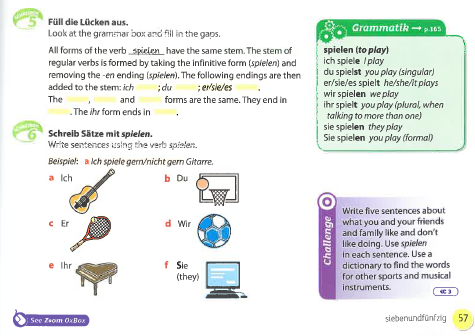 schreiben
5
Füll die Lücken aus.
Look at the grammar box and fill in the gaps.
All forms of the verb spielen have the same stem. The stem of
regular verbs is formed by taking the infinitive form (spielen) and
removing the -en ending (spielen). The following endings are then
added to the stem: ich ; du ; er/sie/es .
The , and forms are the same. They end in
. The ihr form ends in .
schreiben
6
Schreib Sätze mit spielen.
Write sentences using the verb spielen.
Beispiel: a Ich spiele gern/nicht gern Gitarre.
a Ich
b Du
c Er
d Wir
e Ihr
f Sie
(they)
See Zoom OxBox
Grammatik → p.165
spielen (to play)
ich spiele I play
du spielst you play (singular)
er/sie/es spielt he/she/it plays
wir spielen we play
ihr spielt you play (plural, when
talking to more than one)
sie spielen they play
Sie spielen you play (formal)
Challenge
Write five sentences about
what you and your friends
and family like and don't
like doing. Use spielen
in each sentence. Use a
dictionary to find the words
for other sports and musical
instruments.
siebenundfünfzig 57